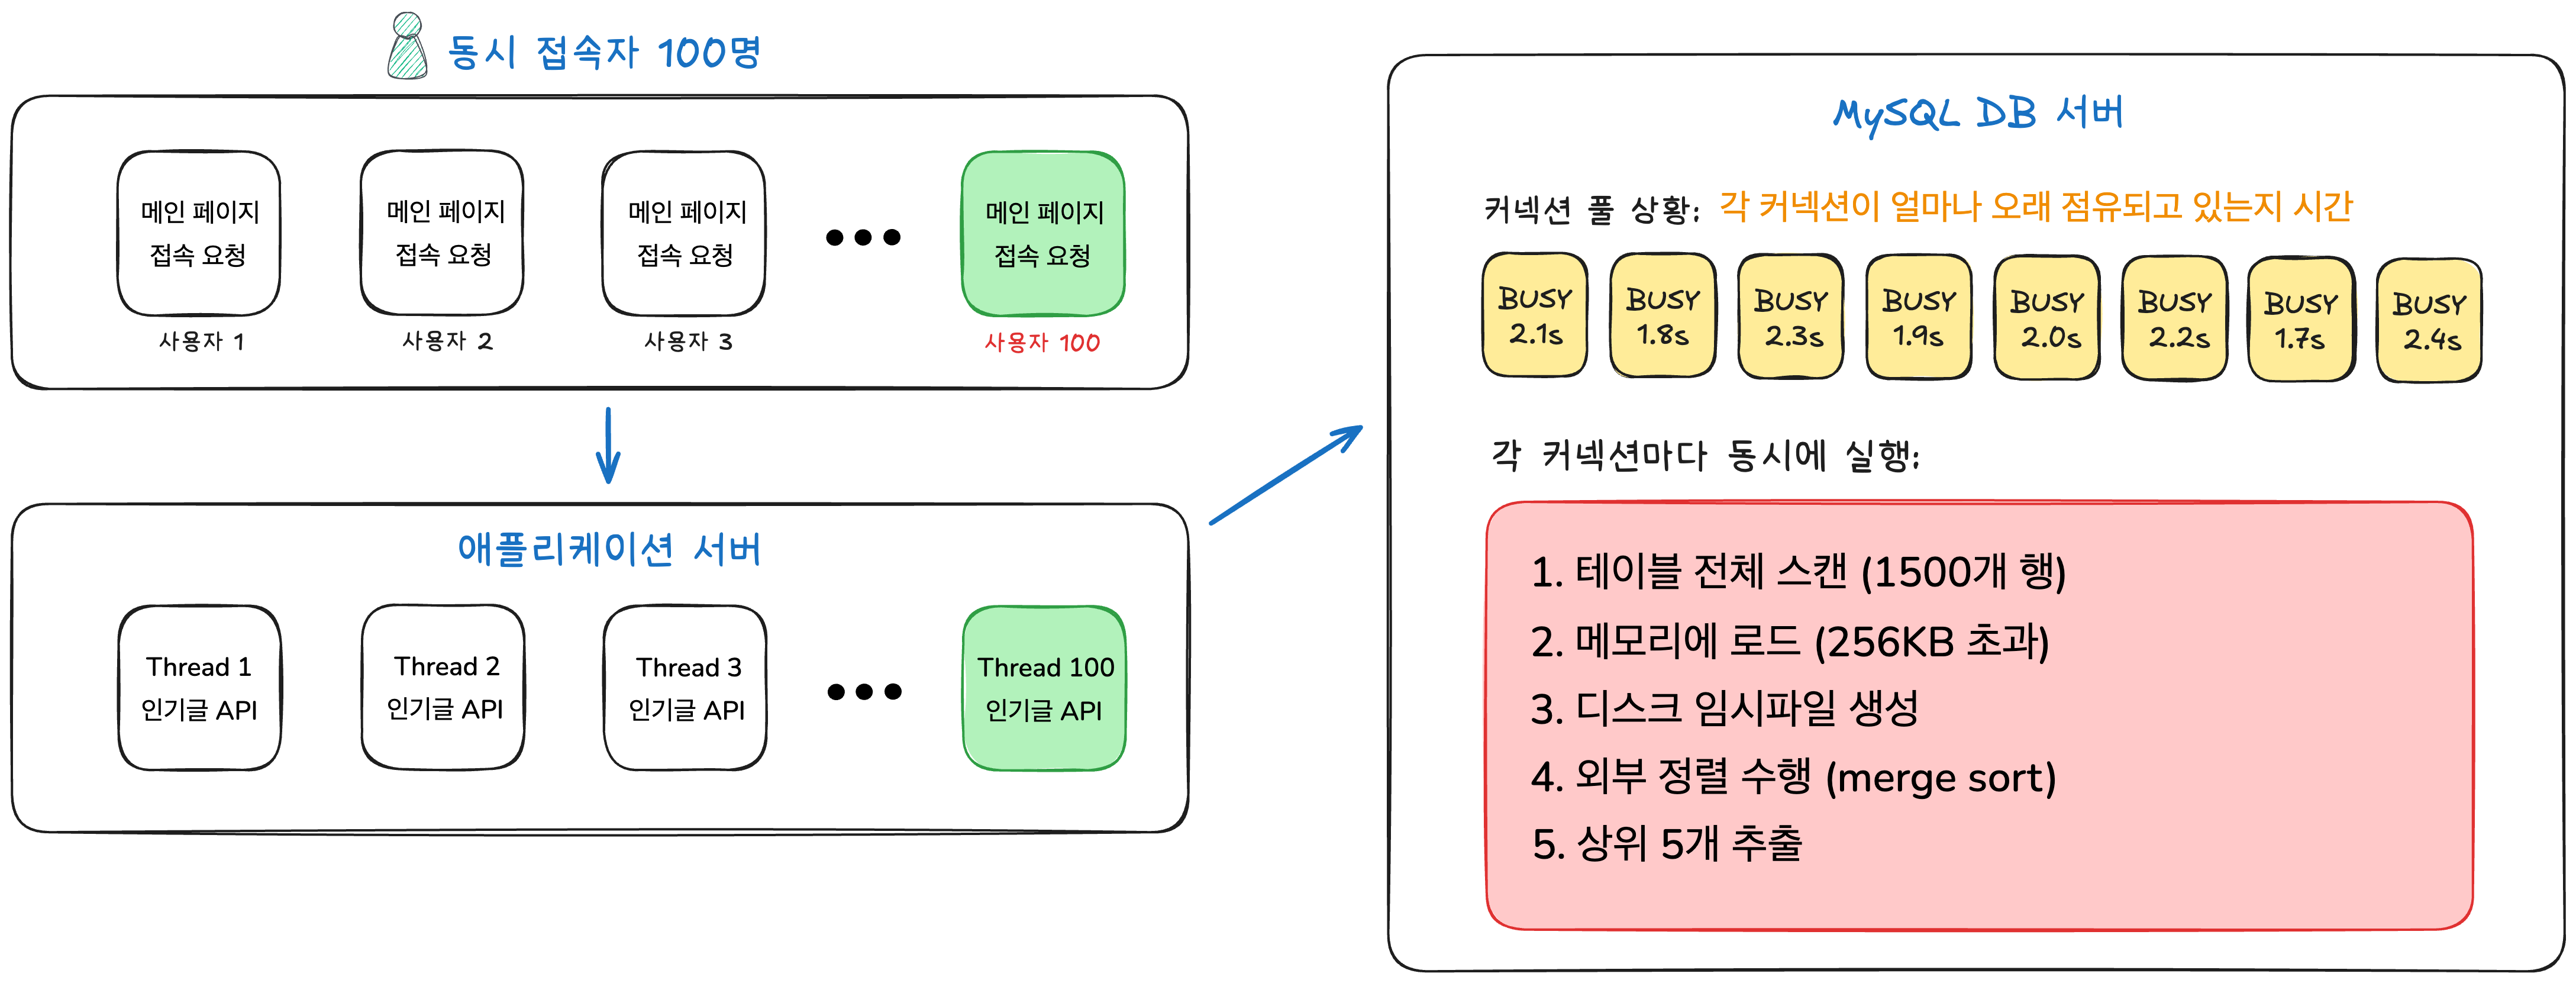 동시 접속자 100명
메인 페이지
접속 요청
사용자 1
메인 페이지
접속 요청
사용자 2
메인 페이지
접속 요청
사용자 3
메인 페이지
접속 요청
사용자 100
애플리케이션 서버
Thread 1
인기글 API
Thread 2
인기글 API
Thread 3
인기글 API
Thread 100
인기글 API
MySQL DB 서버
커넥션 풀 상황: 각 커넥션이 얼마나 오래 점유되고 있는지 시간
BUSY
2.1s
BUSY
1.8s
BUSY
2.3s
BUSY
1.9s
BUSY
2.0s
BUSY
2.2s
BUSY
1.7s
BUSY
2.4s
각 커넥션마다 동시에 실행:
1. 테이블 전체 스캔 (1500개 행)
2. 메모리에 로드 (256KB 초과)
3. 디스크 임시파일 생성
4. 외부 정렬 수행 (merge sort)
5. 상위 5개 추출